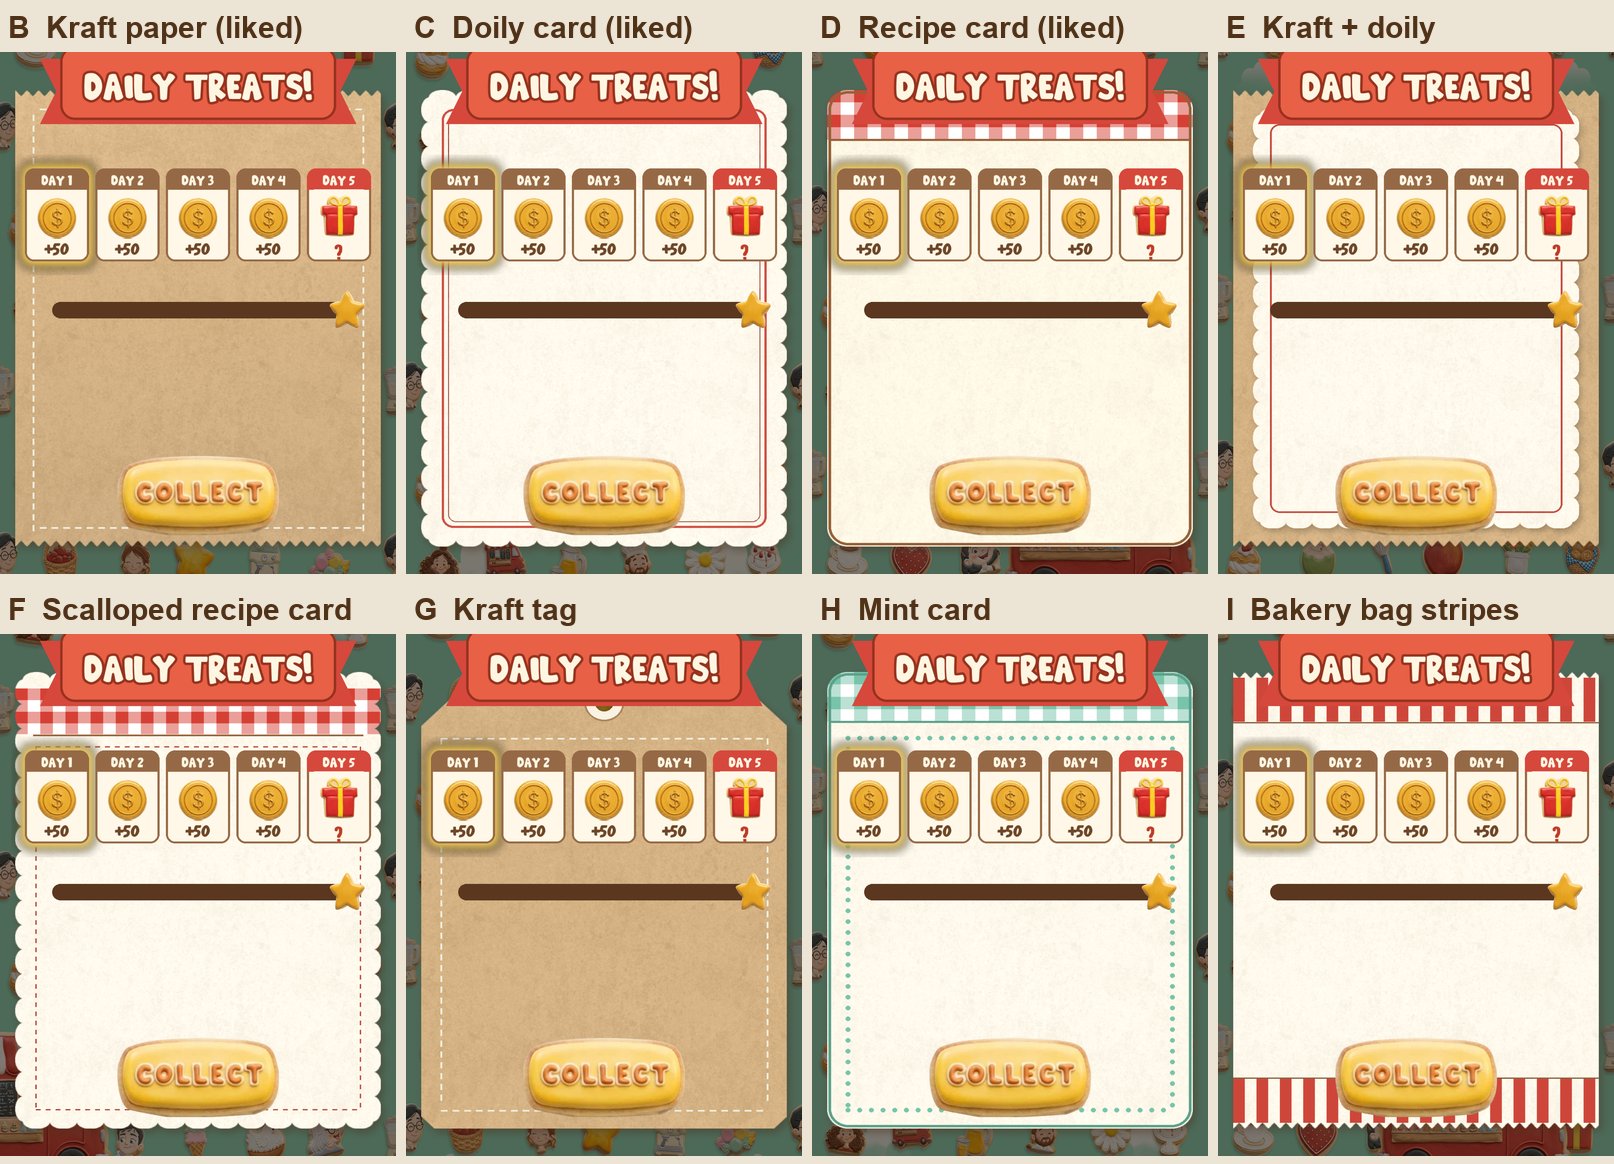 B Kraft paper (liked)
DAILY TREATS!
DAY 1 DAY 2 DAY 3 DAY 4 DAY 5
$ $ $ $
+50 +50 +50 +50 ?
COLLECT
C Doily card (liked)
DAILY TREATS!
DAY 1 DAY 2 DAY 3 DAY 4 DAY 5
$ $ $ $
+50 +50 +50 +50 ?
COLLECT
D Recipe card (liked)
DAILY TREATS!
DAY 1 DAY 2 DAY 3 DAY 4 DAY 5
$ $ $ $
+50 +50 +50 +50 ?
COLLECT
E Kraft + doily
DAILY TREATS!
DAY 1 DAY 2 DAY 3 DAY 4 DAY 5
$ $ $ $
+50 +50 +50 +50 ?
COLLECT
F Scalloped recipe card
DAILY TREATS!
DAY 1 DAY 2 DAY 3 DAY 4 DAY 5
$ $ $ $
+50 +50 +50 +50 ?
COLLECT
G Kraft tag
DAILY TREATS!
DAY 1 DAY 2 DAY 3 DAY 4 DAY 5
$ $ $ $
+50 +50 +50 +50 ?
COLLECT
H Mint card
DAILY TREATS!
DAY 1 DAY 2 DAY 3 DAY 4 DAY 5
$ $ $ $
+50 +50 +50 +50 ?
COLLECT
I Bakery bag stripes
DAILY TREATS!
DAY 1 DAY 2 DAY 3 DAY 4 DAY 5
$ $ $ $
+50 +50 +50 +50 ?
COLLECT